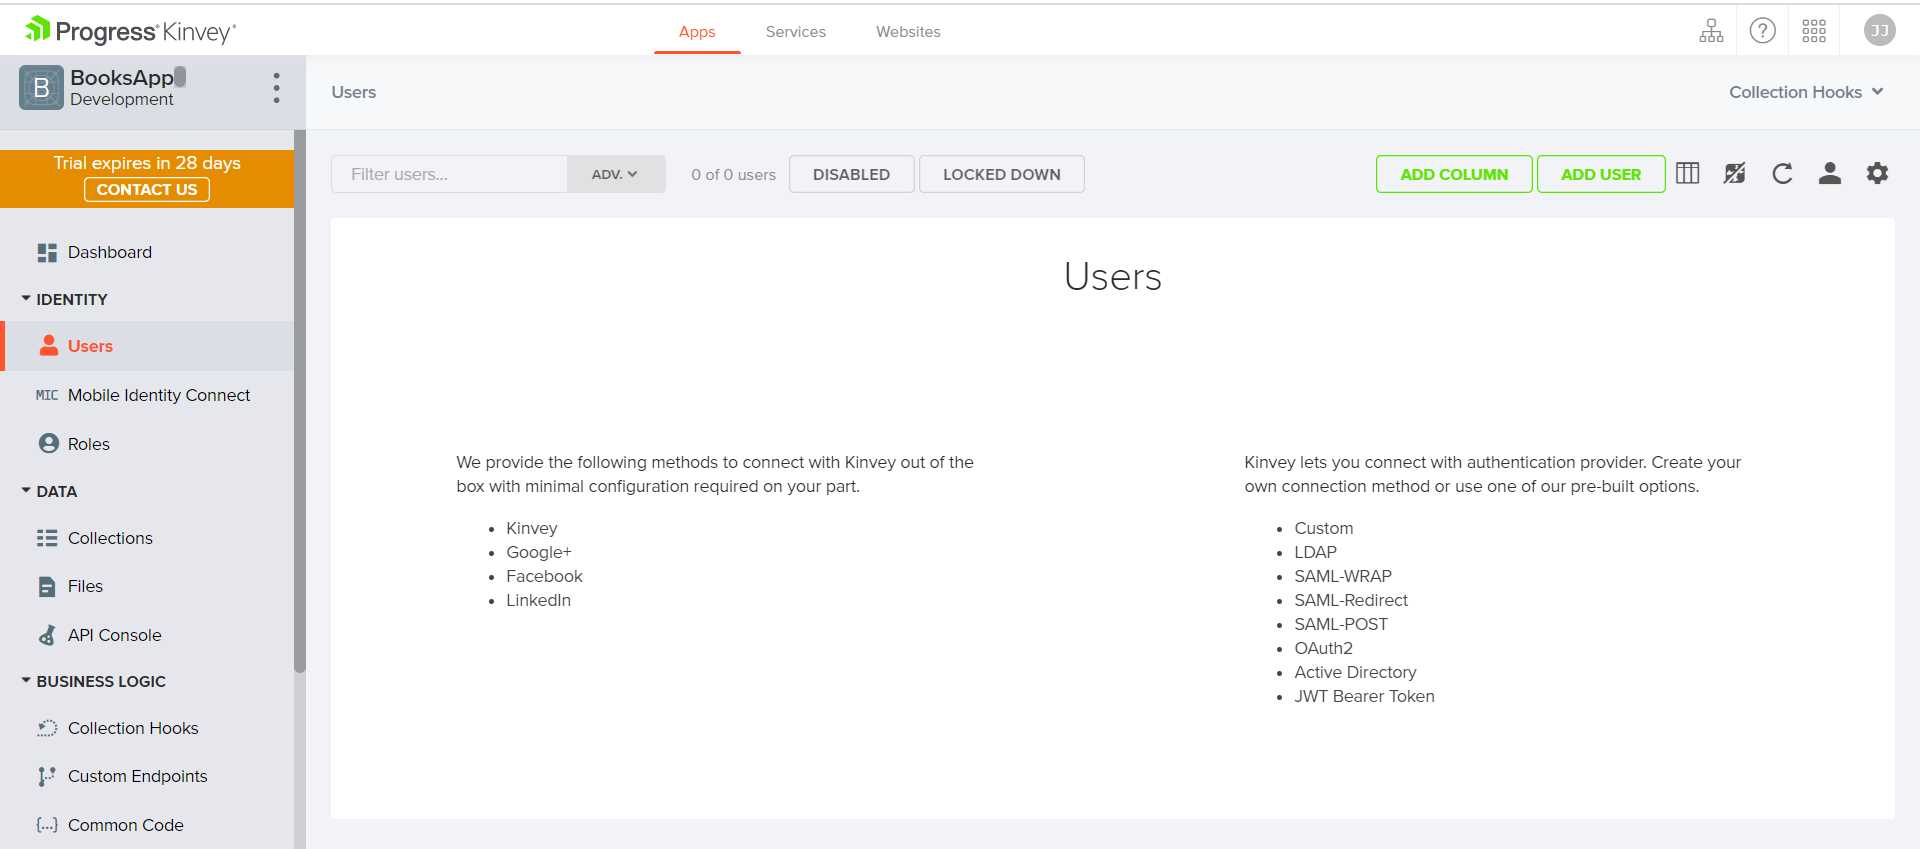 Progress Kinvey
Apps
Services
Websites
?
JJ
B
BooksApp
Development
Users
Collection Hooks
Trial expires in 28 days
CONTACT US
Filter users...
ADV.
0 of 0 users
DISABLED
LOCKED DOWN
ADD COLUMN
ADD USER
Dashboard
IDENTITY
Users
MIC Mobile Identity Connect
Roles
DATA
Collections
Files
API Console
BUSINESS LOGIC
Collection Hooks
Custom Endpoints
{...} Common Code
Users
We provide the following methods to connect with Kinvey out of the
box with minimal configuration required on your part.
• Kinvey
• Google+
• Facebook
• LinkedIn
Kinvey lets you connect with authentication provider. Create your
own connection method or use one of our pre-built options.
• Custom
• LDAP
• SAML-WRAP
• SAML-Redirect
• SAML-POST
• OAuth2
• Active Directory
• JWT Bearer Token